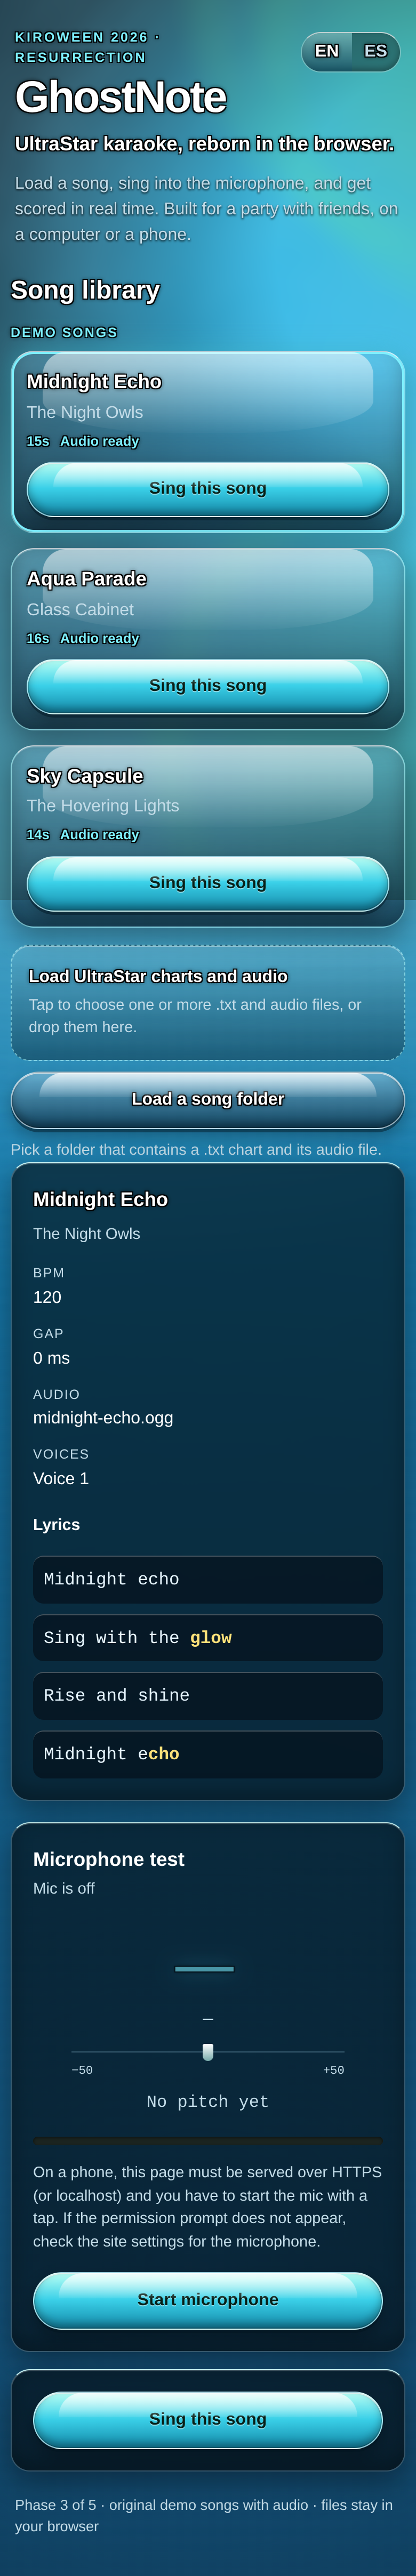 KIROWEEN 2026 ·
RESURRECTION
EN ES
GhostNote
UltraStar karaoke, reborn in the browser.
Load a song, sing into the microphone, and get
scored in real time. Built for a party with friends, on
a computer or a phone.
Song library
DEMO SONGS
Midnight Echo
The Night Owls
15s Audio ready
Sing this song
Aqua Parade
Glass Cabinet
16s Audio ready
Sing this song
Sky Capsule
The Hovering Lights
14s Audio ready
Sing this song
Load UltraStar charts and audio
Tap to choose one or more .txt and audio files, or
drop them here.
Load a song folder
Pick a folder that contains a .txt chart and its audio file.
Midnight Echo
The Night Owls
BPM
120
GAP
0 ms
AUDIO
midnight-echo.ogg
VOICES
Voice 1
Lyrics
Midnight echo
Sing with the glow
Rise and shine
Midnight echo
Microphone test
Mic is off
—
—
−50 +50
No pitch yet
On a phone, this page must be served over HTTPS
(or localhost) and you have to start the mic with a
tap. If the permission prompt does not appear,
check the site settings for the microphone.
Start microphone
Sing this song
Phase 3 of 5 · original demo songs with audio · files stay in
your browser